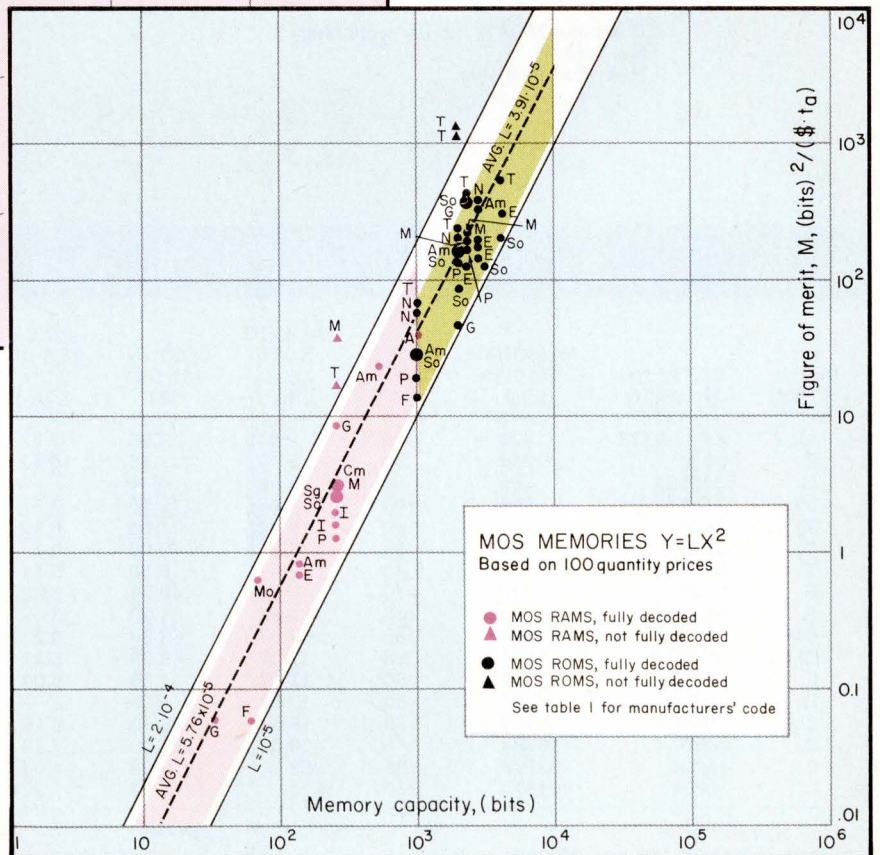 10⁴
AVG. L= 3.91·10⁻⁵
Figure of merit, M, (bits)²/($·ta)
T
T
10³
T
T
N
So
Am
G
E
T
M
M
N
M
E
So
Am
E
So
So
P
E
10²
T
So
P
N
N
G
M
A
Am
So
T
Am
P
F
10
G
Cm
M
Sg
So
I
I
P
1
Am
E
Mo
0.1
G
F
L=2·10⁻⁴
AVG. L=5.76x10⁻⁵
L=10⁻⁵
MOS MEMORIES Y=LX²
Based on 100 quantity prices
MOS RAMS, fully decoded
MOS RAMS, not fully decoded
MOS ROMS, fully decoded
MOS ROMS, not fully decoded
See table 1 for manufacturers' code
Memory capacity, (bits)
.01
1
10
10²
10³
10⁴
10⁵
10⁶